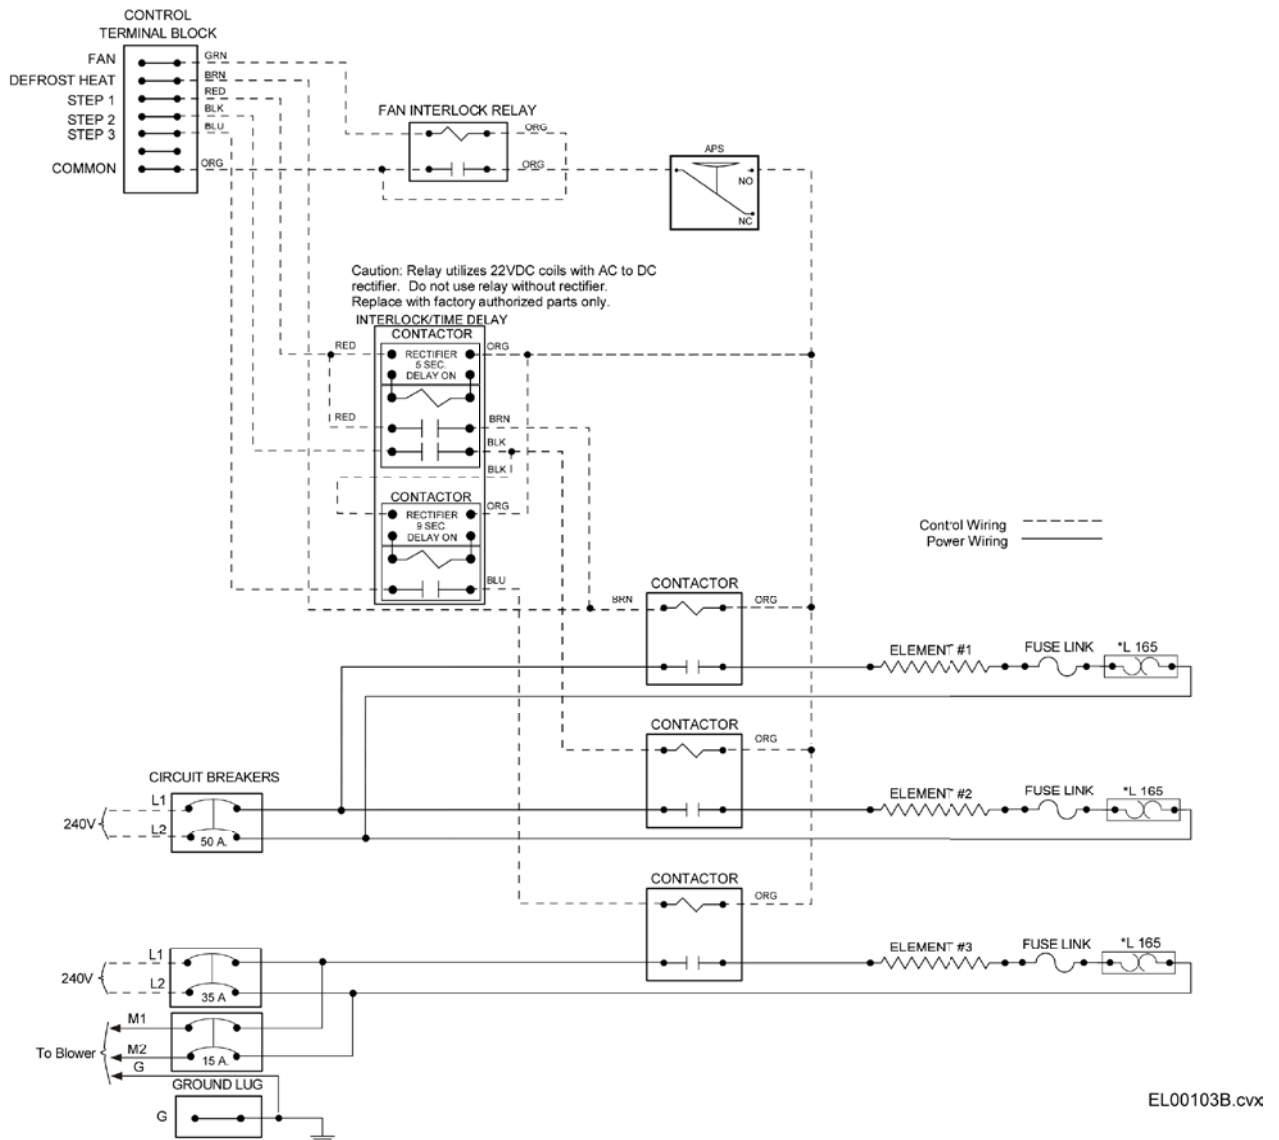 CONTROL
TERMINAL BLOCK
FAN
DEFROST HEAT
STEP 1
STEP 2
STEP 3
COMMON
GRN
BRN
RED
BLK
BLU
ORG
FAN INTERLOCK RELAY
ORG
ORG
APS
NO
NC
Caution: Relay utilizes 22VDC coils with AC to DC
rectifier. Do not use relay without rectifier.
Replace with factory authorized parts only.
INTERLOCK/TIME DELAY
CONTACTOR
RED
RECTIFIER
5 SEC.
DELAY ON
ORG
RED
BRN
BLK
BLK
CONTACTOR
RECTIFIER
9 SEC.
DELAY ON
ORG
BLU
Control Wiring
Power Wiring
CONTACTOR
BRN
ORG
ELEMENT #1
FUSE LINK
*L 165
CONTACTOR
ORG
CIRCUIT BREAKERS
240V
L1
L2
50 A.
ELEMENT #2
FUSE LINK
*L 165
CONTACTOR
ORG
240V
L1
L2
35 A
ELEMENT #3
FUSE LINK
*L 165
To Blower
M1
M2
G
15 A.
GROUND LUG
G
EL00103B.cvx